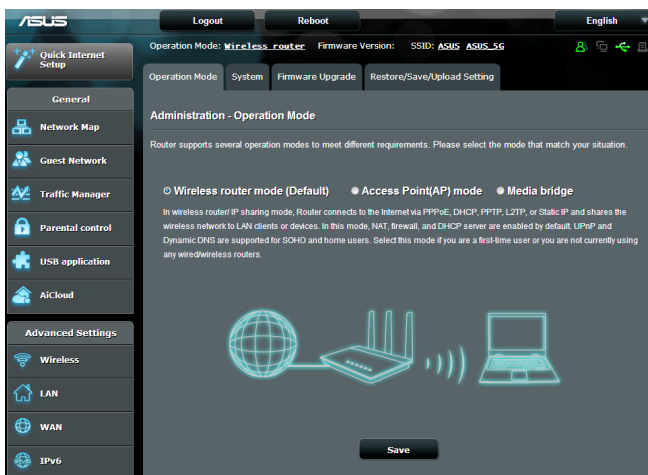 ASUS
Logout
Reboot
English
Operation Mode: Wireless router Firmware Version: SSID: ASUS ASUS_5G
Quick Internet
Setup
Operation Mode
System
Firmware Upgrade
Restore/Save/Upload Setting
General
Network Map
Guest Network
Traffic Manager
Parental control
USB application
AiCloud
Advanced Settings
Wireless
LAN
WAN
IPv6
Administration - Operation Mode
Router supports several operation modes to meet different requirements. Please select the mode that match your situation.
Wireless router mode (Default)
Access Point(AP) mode
Media bridge
In wireless router/ IP sharing mode, Router connects to the Internet via PPPoE, DHCP, PPTP, L2TP, or Static IP and shares the
wireless network to LAN clients or devices. In this mode, NAT, firewall, and DHCP server are enabled by default. UPnP and
Dynamic DNS are supported for SOHO and home users. Select this mode if you are a first-time user or you are not currently using
any wired/wireless routers.
Save